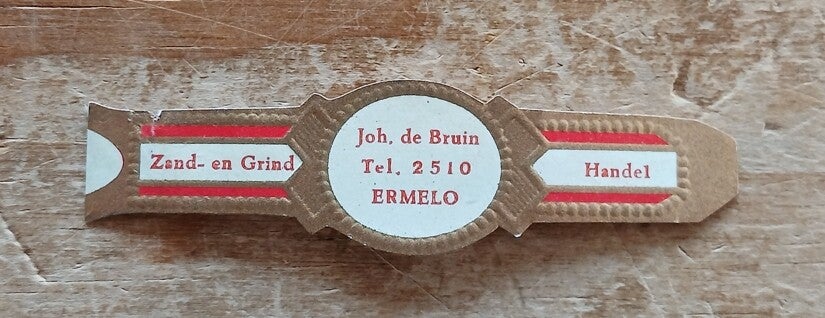 Zand- en Grind
Joh. de Bruin
Tel. 2510
ERMELO
Handel